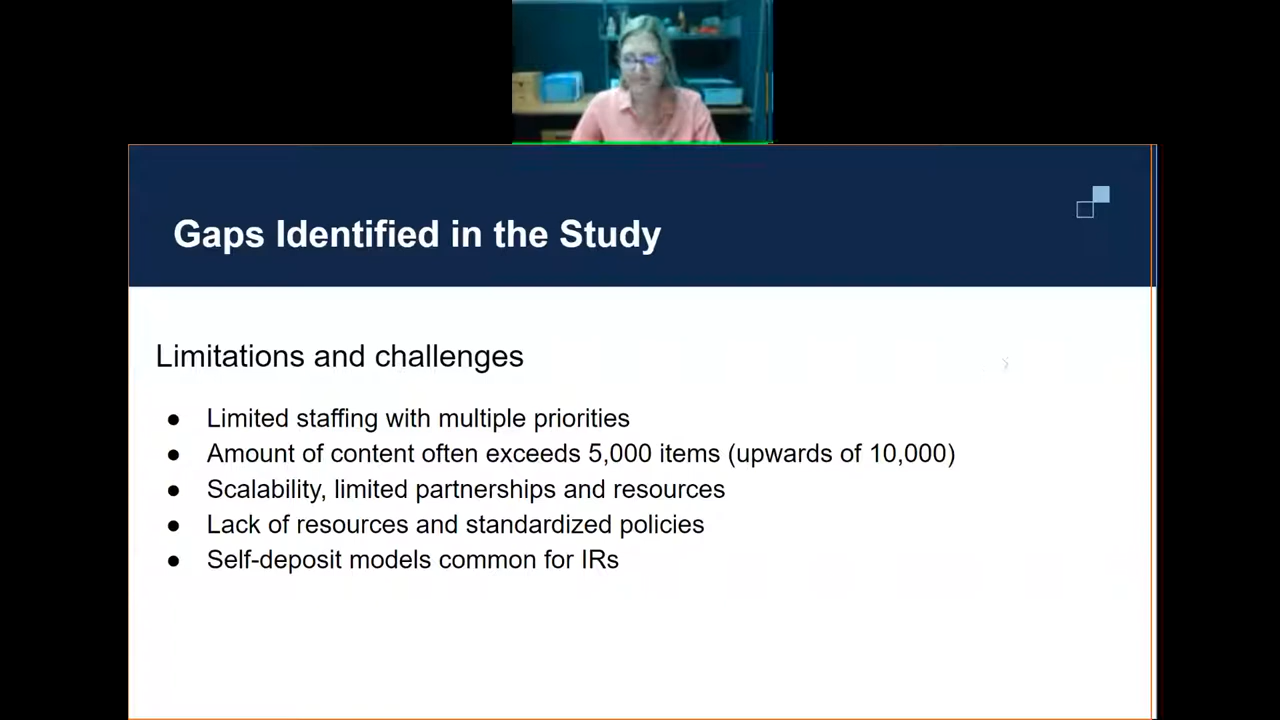 Gaps Identified in the Study
Limitations and challenges
● Limited staffing with multiple priorities
● Amount of content often exceeds 5,000 items (upwards of 10,000)
● Scalability, limited partnerships and resources
● Lack of resources and standardized policies
● Self-deposit models common for IRs